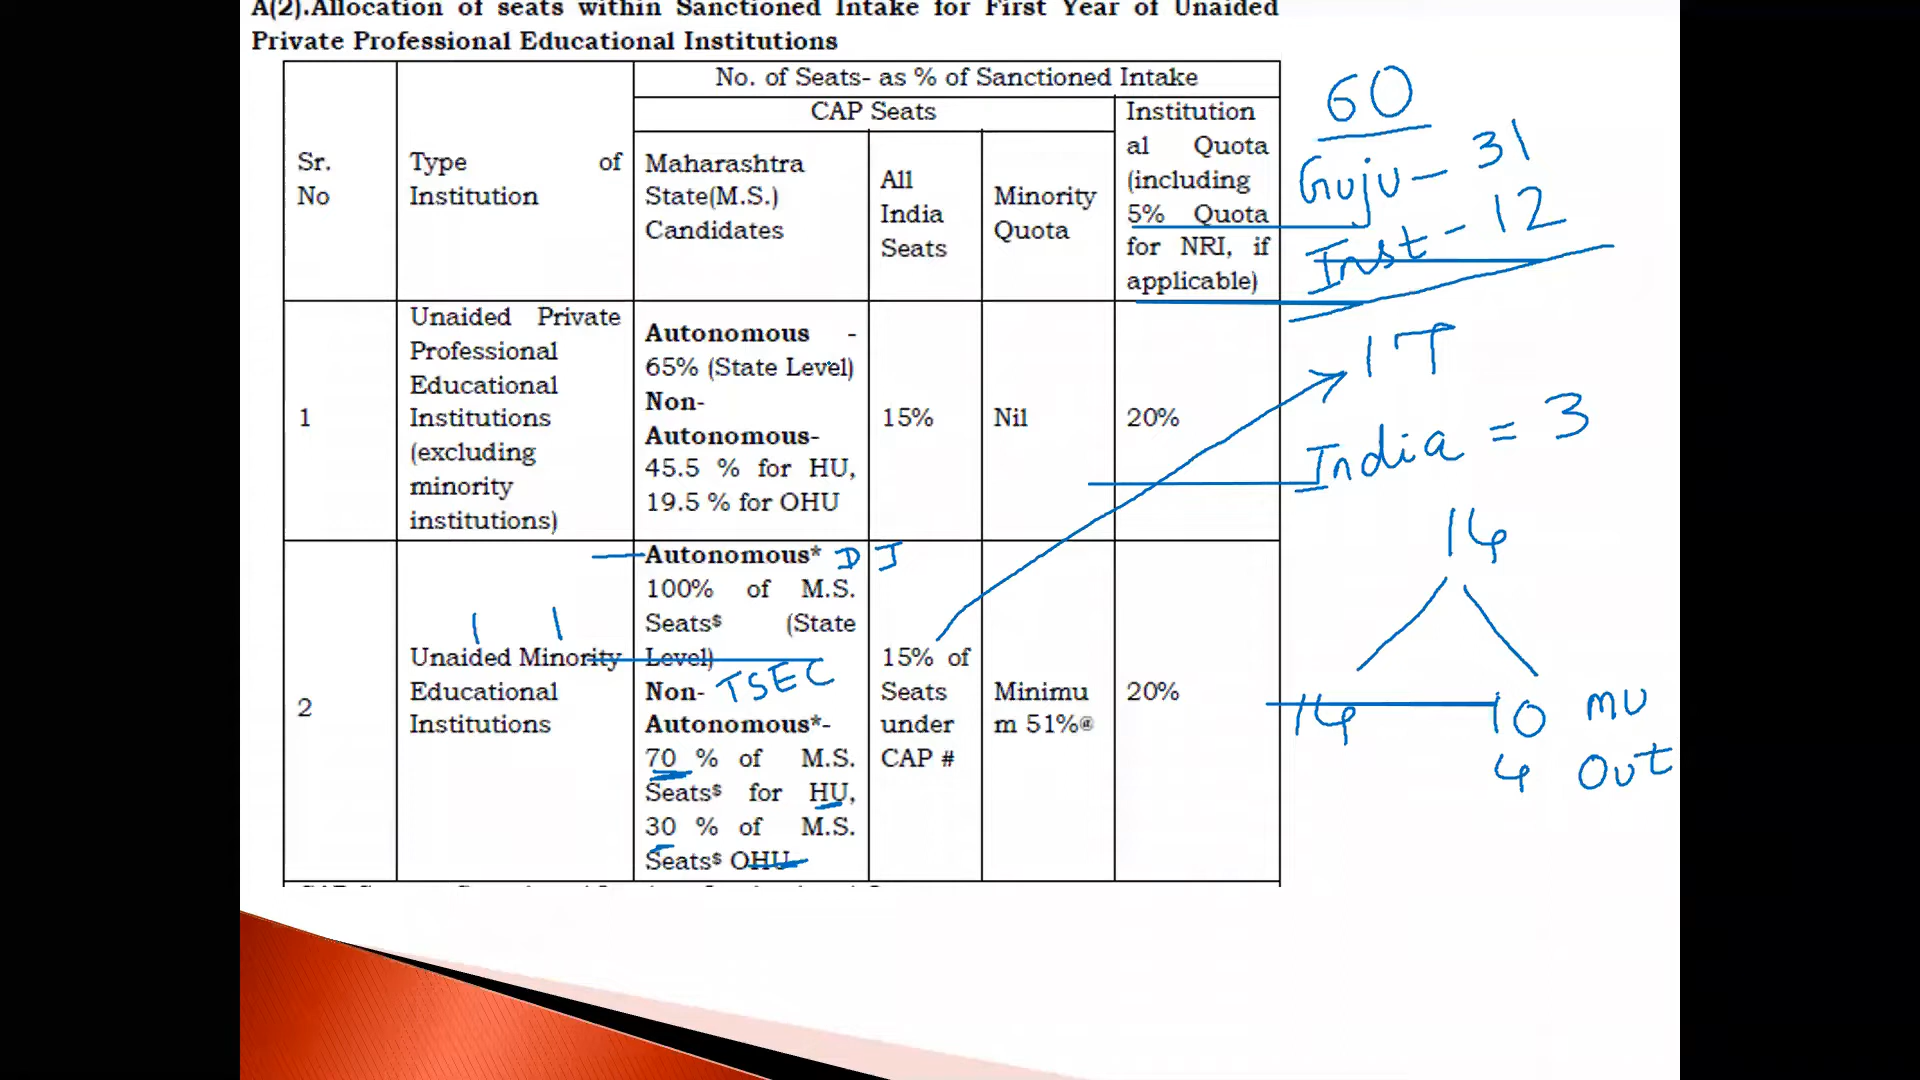 A(2).Allocation of seats within Sanctioned Intake for First Year of Unaided
Private Professional Educational Institutions
Sr.
No
Type of
Institution
No. of Seats- as % of Sanctioned Intake
CAP Seats
Maharashtra
State(M.S.)
Candidates
All
India
Seats
Minority
Quota
Institution
al Quota
(including
5% Quota
for NRI, if
applicable)
1
Unaided Private
Professional
Educational
Institutions
(excluding
minority
institutions)
Autonomous -
65% (State Level)
Non-
Autonomous-
45.5 % for HU,
19.5 % for OHU
15%
Nil
20%
2
Unaided Minority
Educational
Institutions
Autonomous*
100% of M.S.
Seats$ (State
Level)
Non-
Autonomous*-
70 % of M.S.
Seats$ for HU,
30 % of M.S.
Seats$ OHU
15% of
Seats
under
CAP #
Minimu
m 51%@
20%
DJ
TSEC
60
Guju - 31
Inst - 12
17
India = 3
14
14
10 MU
4 Out